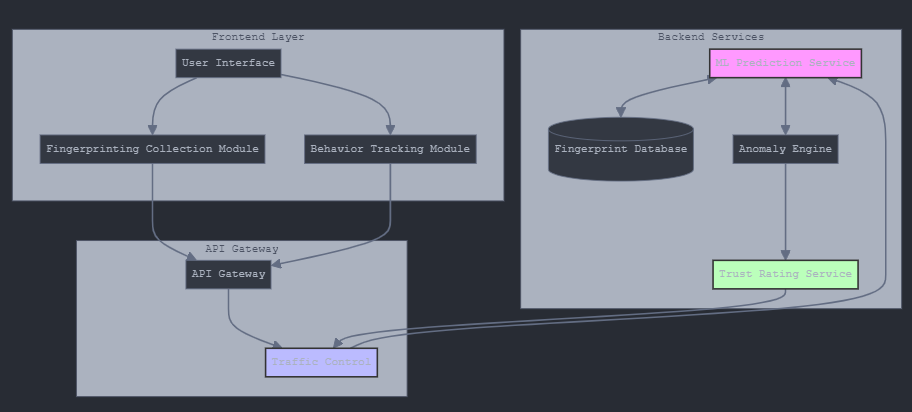 Frontend Layer
User Interface
Fingerprinting Collection Module
Behavior Tracking Module
API Gateway
API Gateway
Traffic Control
Backend Services
ML Prediction Service
Fingerprint Database
Anomaly Engine
Trust Rating Service